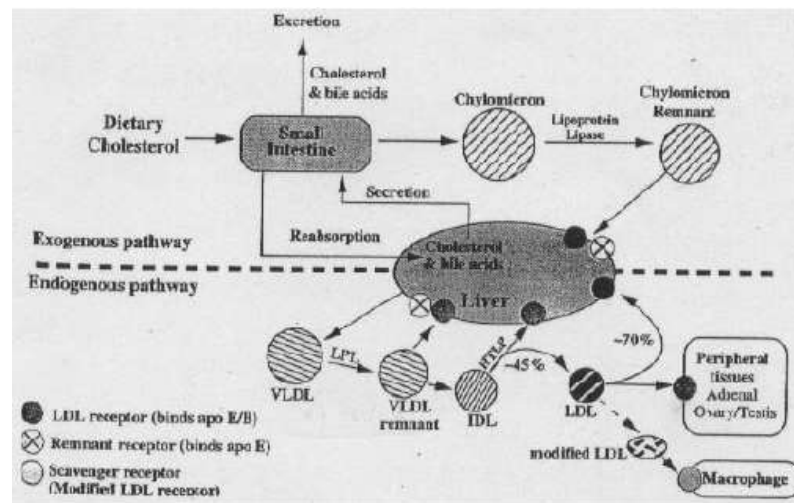 Excretion
Cholesterol
& bile acids
Chylomicron
Chylomicron
Remnant
Dietary
Cholesterol
Small
Intestine
Lipoprotein
Lipase
Secretion
Reabsorption
Exogenous pathway
Cholesterol
& bile acids
Endogenous pathway
Liver
~70%
~45%
LPL
VLDL
VLDL
remnant
IDL
LDL
Peripheral
tissues
Adrenal
Ovary/Testis
LDL receptor (binds apo E/B)
Remnant receptor (binds apo E)
Scavenger receptor
(Modified LDL receptor)
modified LDL
Macrophage